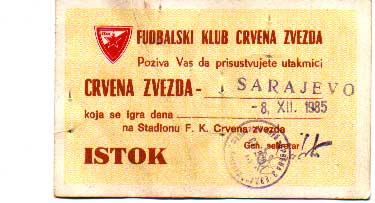 FUDBALSKI KLUB CRVENA ZVEZDA
Poziva Vas da prisustvujete utakmici
CRVENA ZVEZDA - SARAJEVO
koja se igra dana - 8. XII. 1985
na Stadionu F. K. Crvena zvezda
Gen. sekretar
ISTOK